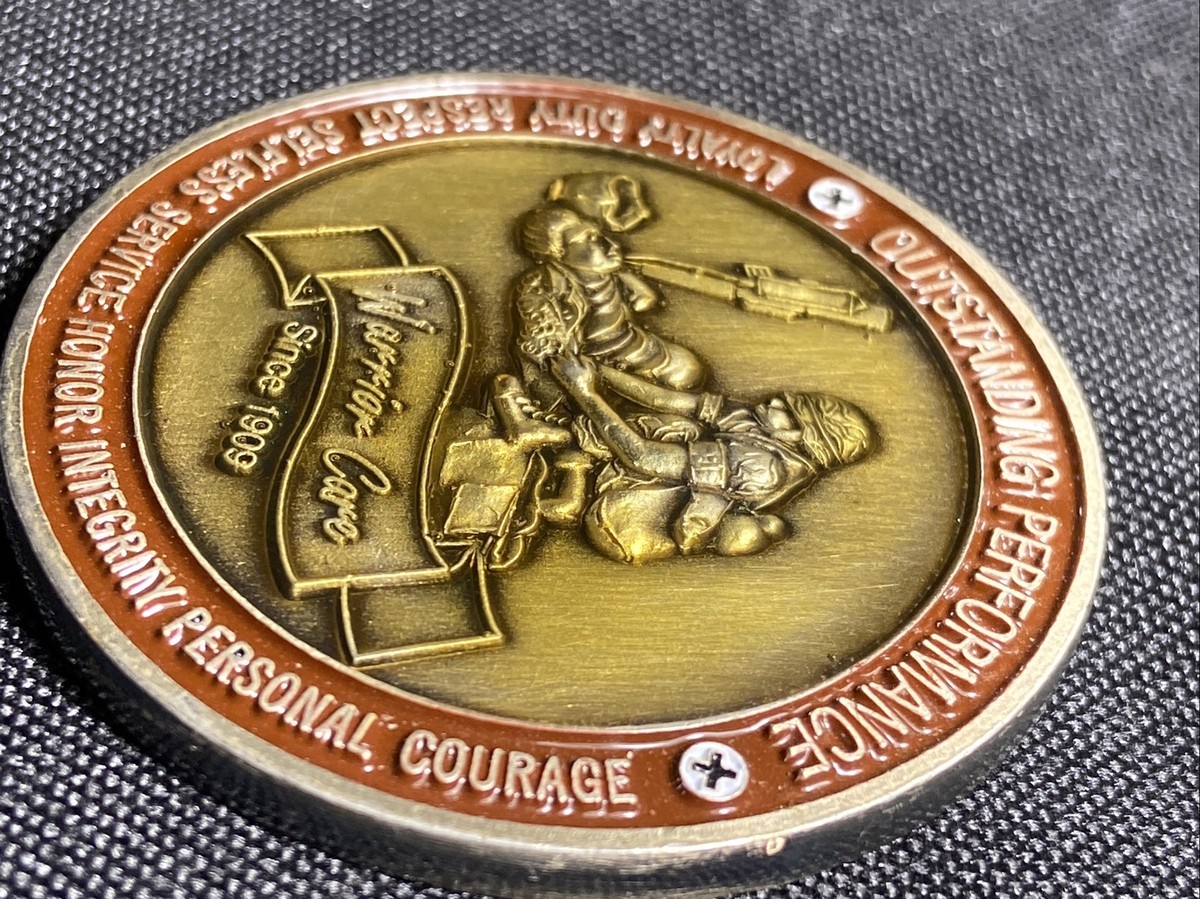 OUTSTANDING PERFORMANCE
LOYALTY DUTY RESPECT SELFLESS SERVICE HONOR INTEGRITY PERSONAL COURAGE
Warrior Care
Since 1909